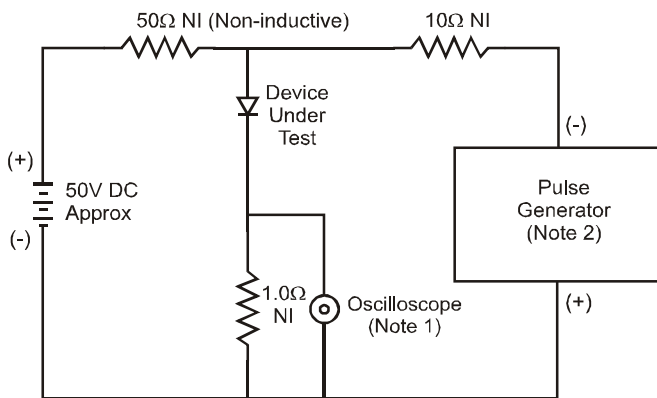 50Ω NI (Non-inductive)
10Ω NI
Device
Under
Test
(-)
(+)
50V DC
Approx
(-)
Pulse
Generator
(Note 2)
1.0Ω
NI
Oscilloscope
(Note 1)
(+)